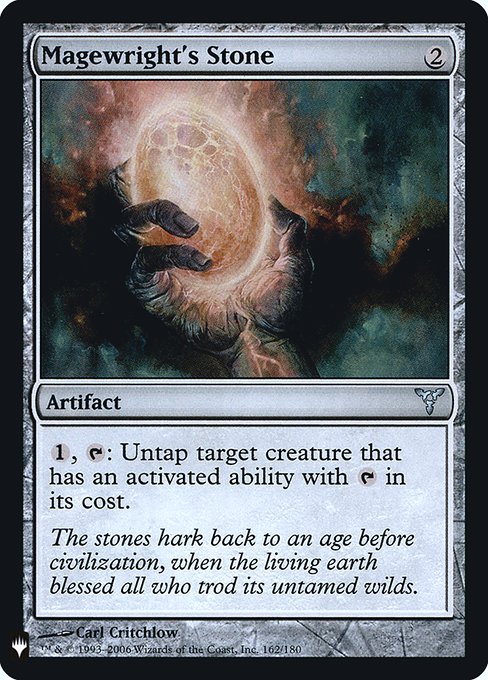 Magewright's Stone 2
Artifact
1, : Untap target creature that
has an activated ability with in
its cost.
The stones hark back to an age before
civilization, when the living earth
blessed all who trod its untamed wilds.
Carl Critchlow
™ & © 1993-2006 Wizards of the Coast, Inc. 162/180